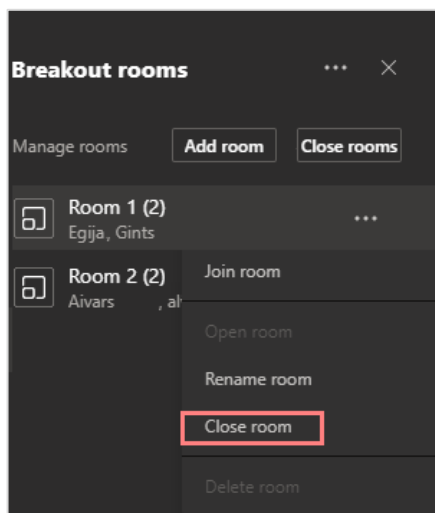 Breakout rooms
Manage rooms Add room Close rooms
Room 1 (2)
Egija, Gints
Room 2 (2)
Aivars , al
Join room
Open room
Rename room
Close room
Delete room